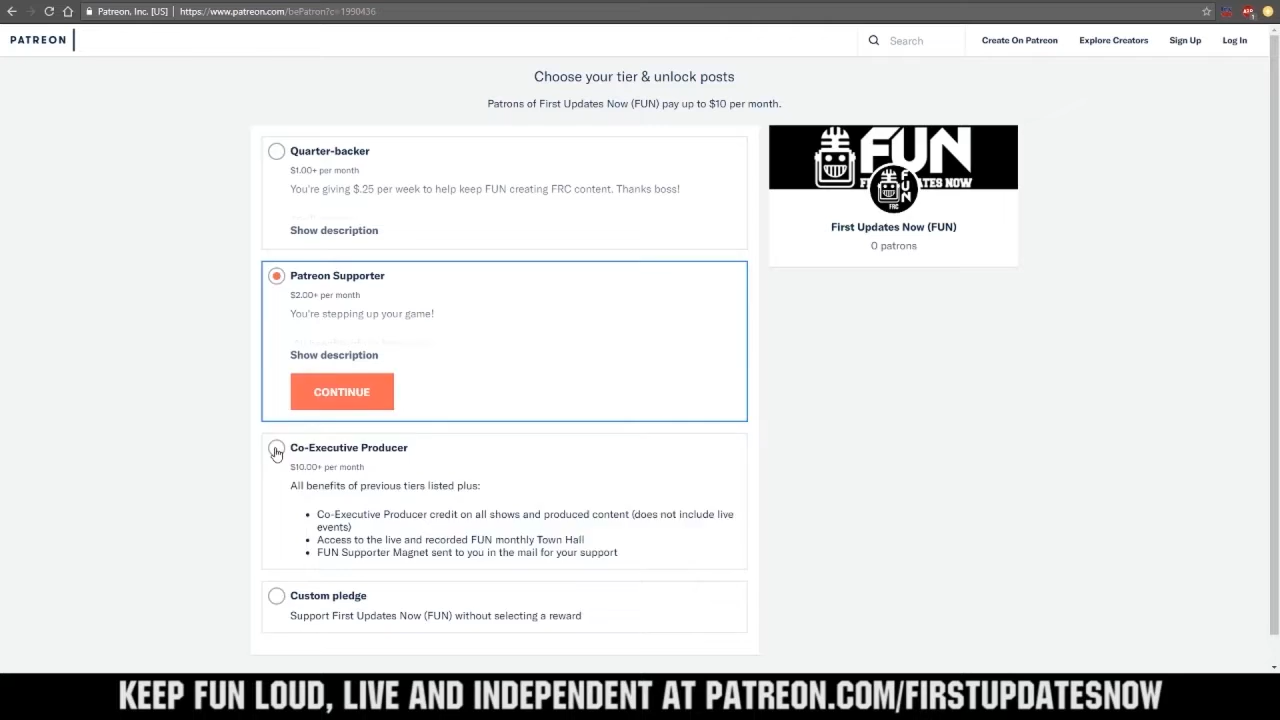 Patreon, Inc. [US] | https://www.patreon.com/bePatron?c=1990436
PATREON
Search
Create On Patreon
Explore Creators
Sign Up
Log In
Choose your tier & unlock posts
Patrons of First Updates Now (FUN) pay up to $10 per month.
Quarter-backer
$1.00+ per month
You're giving $.25 per week to help keep FUN creating FRC content. Thanks boss!
Show description
Patreon Supporter
$2.00+ per month
You're stepping up your game!
Show description
CONTINUE
Co-Executive Producer
$10.00+ per month
All benefits of previous tiers listed plus:
• Co-Executive Producer credit on all shows and produced content (does not include live
events)
• Access to the live and recorded FUN monthly Town Hall
• FUN Supporter Magnet sent to you in the mail for your support
Custom pledge
Support First Updates Now (FUN) without selecting a reward
FUN
FUN
FRC
First Updates Now (FUN)
0 patrons
KEEP FUN LOUD, LIVE AND INDEPENDENT AT PATREON.COM/FIRSTUPDATESNOW